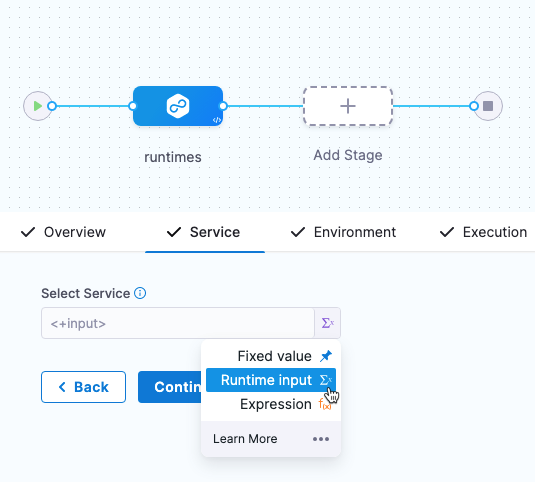 runtimes
Add Stage
Overview
Service
Environment
Execution
Select Service
<+input>
Fixed value
Runtime input
Expression
Back
Contin
Learn More